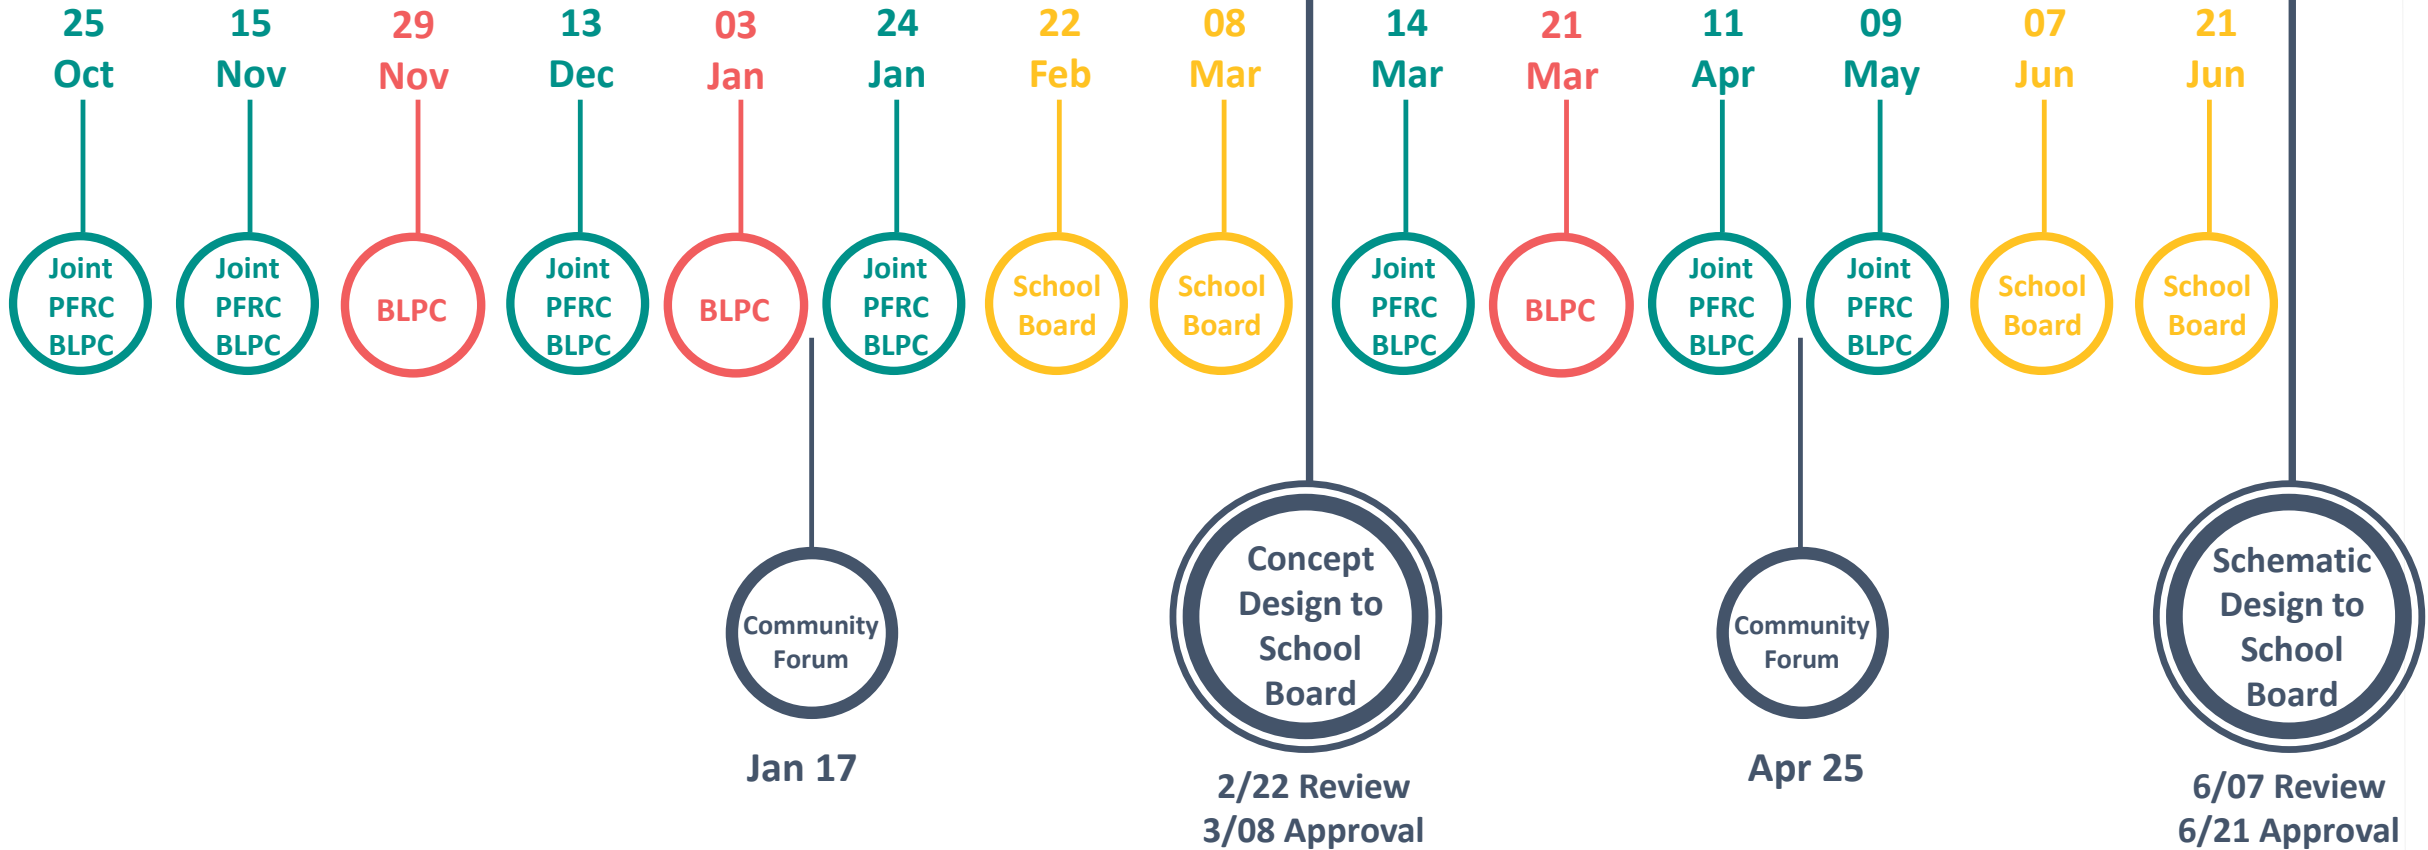 25
Oct
15
Nov
29
Nov
13
Dec
03
Jan
24
Jan
22
Feb
08
Mar
14
Mar
21
Mar
11
Apr
09
May
07
Jun
21
Jun
Joint
PFRC
BLPC
Joint
PFRC
BLPC
BLPC
Joint
PFRC
BLPC
BLPC
Joint
PFRC
BLPC
School
Board
School
Board
Joint
PFRC
BLPC
BLPC
Joint
PFRC
BLPC
Joint
PFRC
BLPC
School
Board
School
Board
Community
Forum
Jan 17
Concept
Design to
School
Board
2/22 Review
3/08 Approval
Community
Forum
Apr 25
Schematic
Design to
School
Board
6/07 Review
6/21 Approval